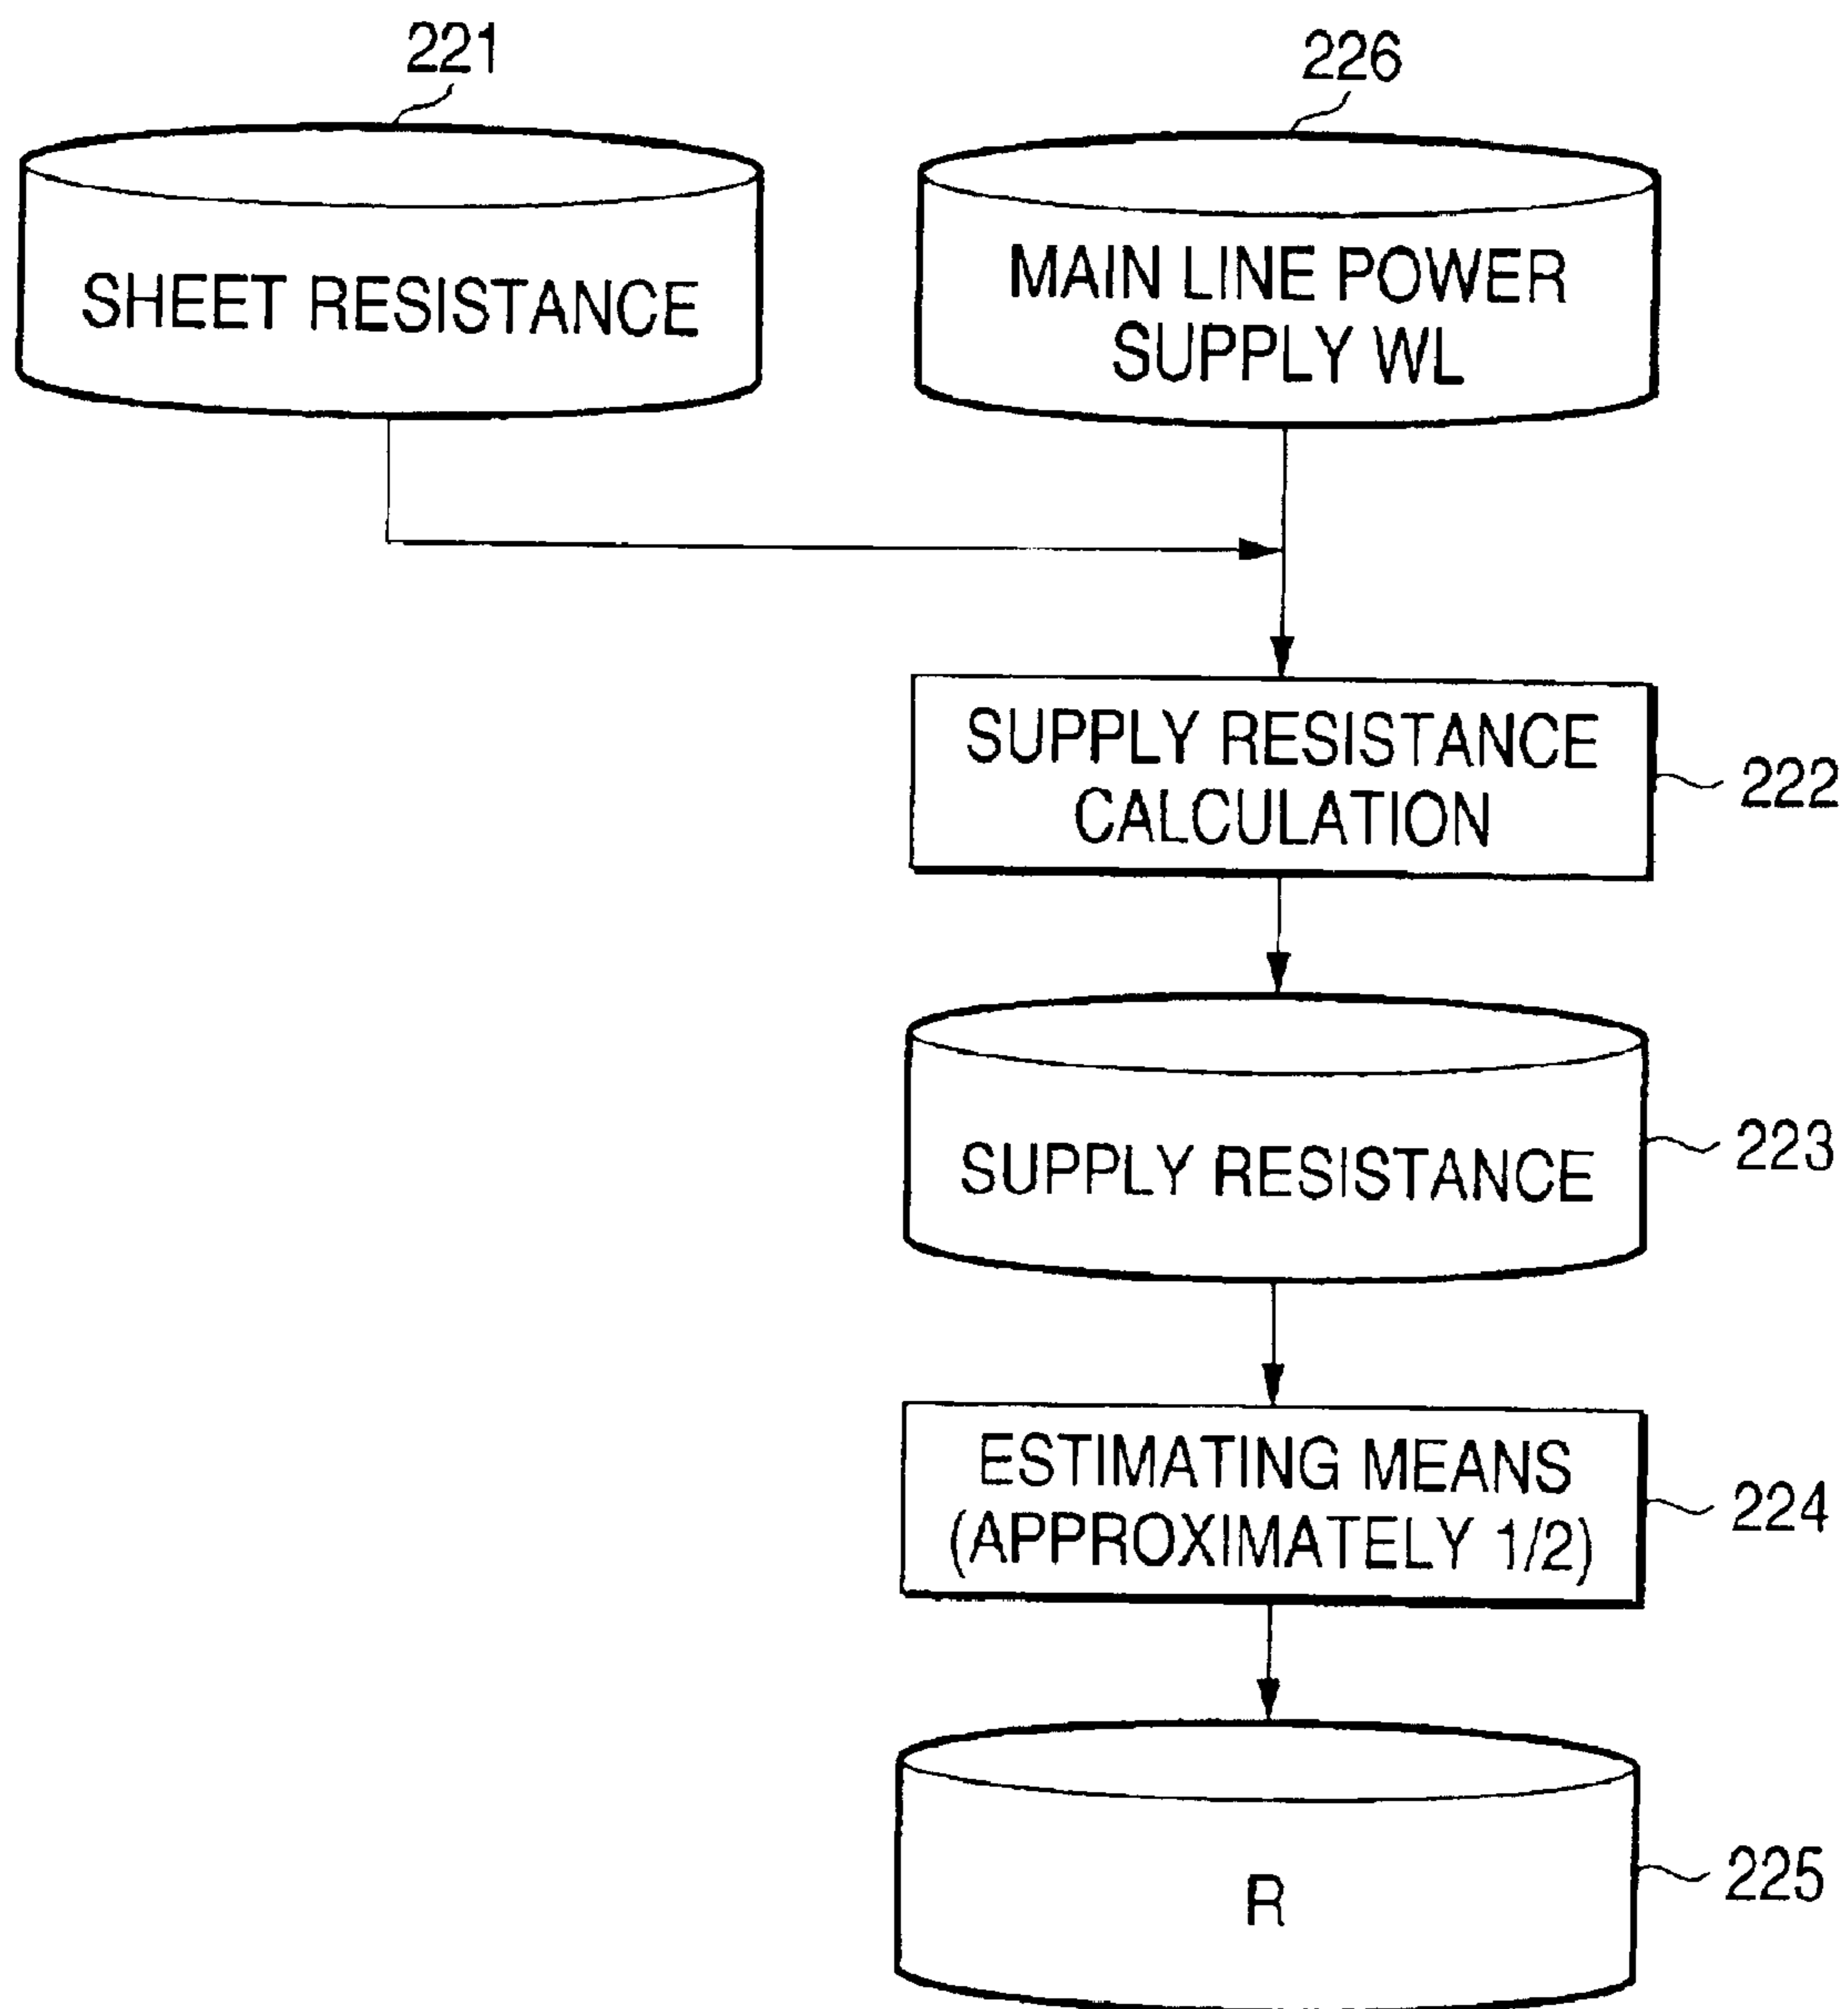 221
226
SHEET RESISTANCE
MAIN LINE POWER
SUPPLY WL
SUPPLY RESISTANCE
CALCULATION
222
SUPPLY RESISTANCE
223
ESTIMATING MEANS
(APPROXIMATELY 1/2)
224
R
225